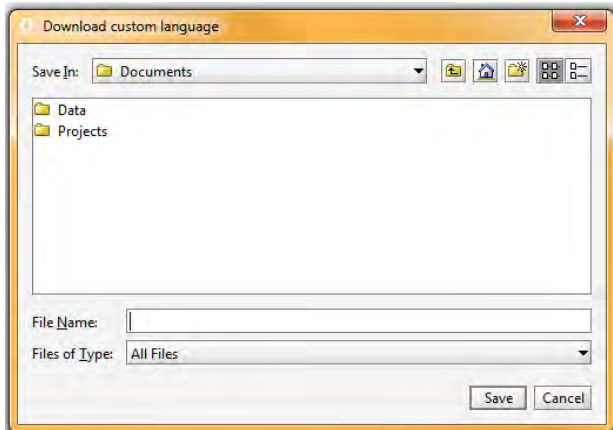 Download custom language
Save In: Documents
Data
Projects
File Name:
Files of Type: All Files
Save Cancel